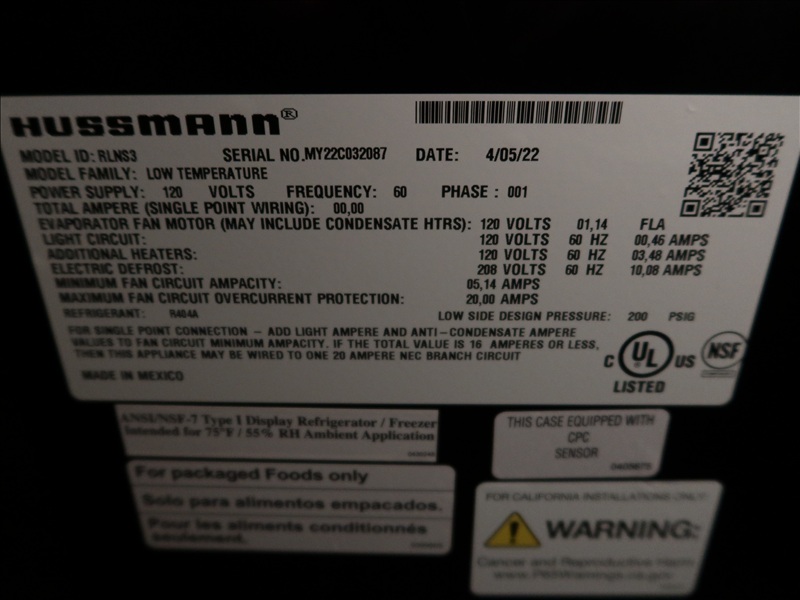 HUSSMANN®
MODEL ID: RLNS3 SERIAL NO. MY22C032087 DATE: 4/05/22
MODEL FAMILY: LOW TEMPERATURE
POWER SUPPLY: 120 VOLTS FREQUENCY: 60 PHASE : 001
TOTAL AMPERE (SINGLE POINT WIRING): 00,00
EVAPORATOR FAN MOTOR (MAY INCLUDE CONDENSATE HTRS): 120 VOLTS 01,14 FLA
LIGHT CIRCUIT: 120 VOLTS 60 HZ 00,46 AMPS
ADDITIONAL HEATERS: 120 VOLTS 60 HZ 03,48 AMPS
ELECTRIC DEFROST: 208 VOLTS 60 HZ 10,08 AMPS
MINIMUM FAN CIRCUIT AMPACITY: 05,14 AMPS
MAXIMUM FAN CIRCUIT OVERCURRENT PROTECTION: 20,00 AMPS
REFRIGERANT: R404A LOW SIDE DESIGN PRESSURE: 200 PSIG
FOR SINGLE POINT CONNECTION – ADD LIGHT AMPERE AND ANTI-CONDENSATE AMPERE
VALUES TO FAN CIRCUIT MINIMUM AMPACITY. IF THE TOTAL IS 16 AMPERES OR LESS,
THEN THIS APPLIANCE MAY BE WIRED TO ONE 20 AMPERE NEC BRANCH CIRCUIT
C UL US NSF
LISTED
MADE IN MEXICO
ANSI/NSF-7 Type I Display Refrigerator / Freezer
Intended for 75°F / 55% RH Ambient Application
THIS CASE EQUIPPED WITH
CPC
SENSOR
For packaged Foods only
Solo para alimentos empacados.
Pour les aliments conditionnés
seulement.
FOR CALIFORNIA INSTALLATIONS ONLY:
WARNING:
Cancer and Reproductive Harm
www.P65Warnings.ca.gov